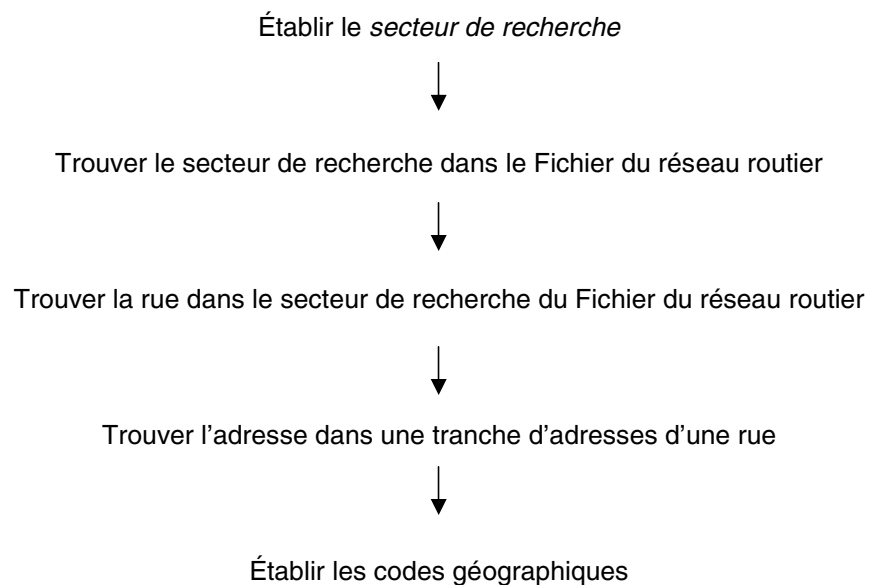 Établir le secteur de recherche
Trouver le secteur de recherche dans le Fichier du réseau routier
Trouver la rue dans le secteur de recherche du Fichier du réseau routier
Trouver l’adresse dans une tranche d’adresses d’une rue
Établir les codes géographiques